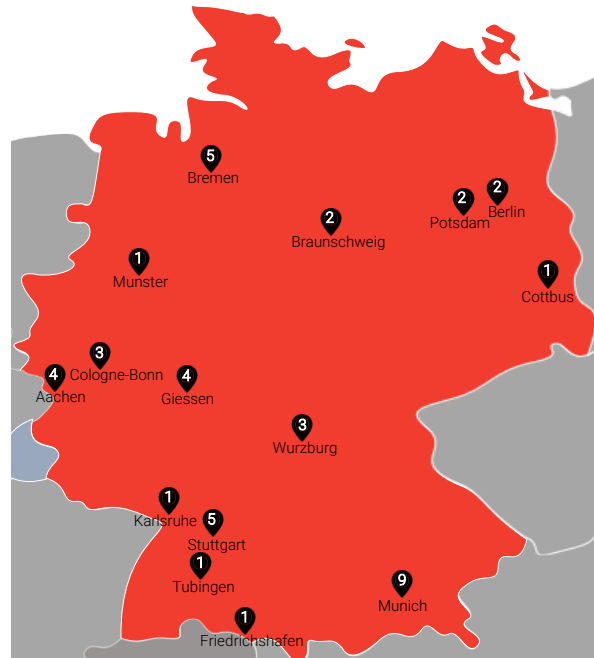 5
Bremen
2
Berlin
2
Potsdam
2
Braunschweig
1
Munster
1
Cottbus
3
Cologne-Bonn
4
Aachen
4
Giessen
3
Wurzburg
1
Karlsruhe
5
Stuttgart
1
Tubingen
9
Munich
1
Friedrichshafen